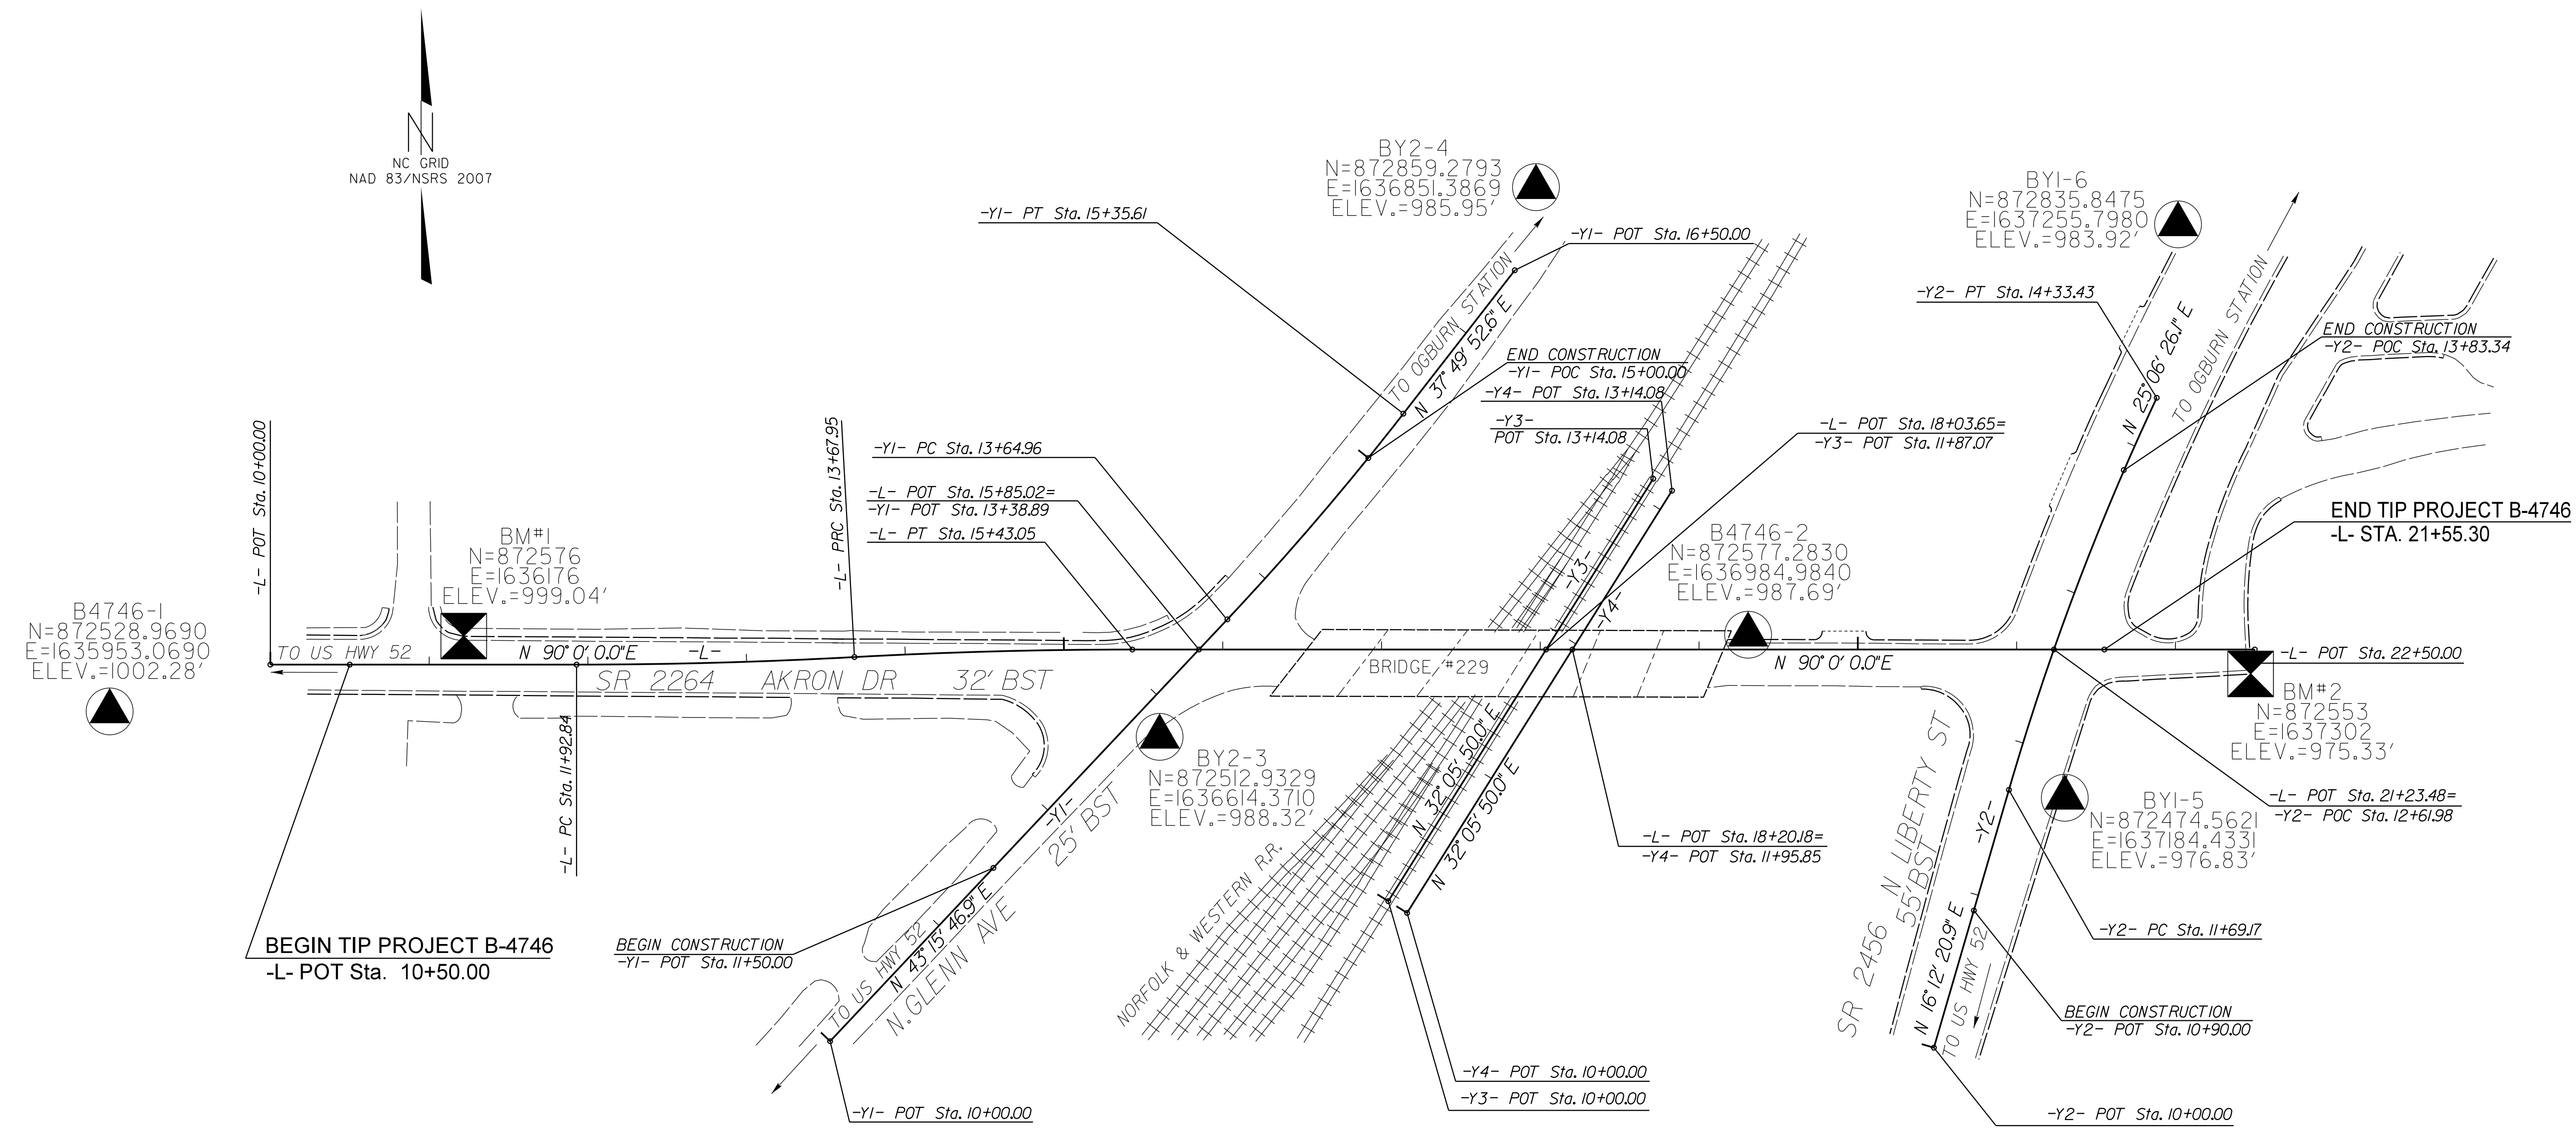 N
NC GRID
NAD 83/NSRS 2007
BY2-4
N=872859.2793
E=1636851.3869
ELEV.=985.95'
BY1-6
N=872835.8475
E=1637255.7980
ELEV.=983.92'
-Y1- PT Sta. 15+35.61
-Y1- POT Sta. 16+50.00
TO OGBURN STATION
N 37° 49' 52.6" E
-Y2- PT Sta. 14+33.43
N 25° 06' 26.1" E
TO OGBURN STATION
END CONSTRUCTION
-Y2- POC Sta. 13+83.34
END CONSTRUCTION
-Y1- POC Sta. 15+00.00
-Y4- POT Sta. 13+14.08
-Y3-
POT Sta. 13+14.08
-L- POT Sta. 18+03.65=
-Y3- POT Sta. 11+87.07
-L- POT Sta. 10+00.00
-L- PRC Sta. 13+67.95
-Y1- PC Sta. 13+64.96
-L- POT Sta. 15+85.02=
-Y1- POT Sta. 13+38.89
-L- PT Sta. 15+43.05
END TIP PROJECT B-4746
-L- STA. 21+55.30
BM#1
N=872576
E=1636176
ELEV.=999.04'
B4746-2
N=872577.2830
E=1636984.9840
ELEV.=987.69'
B4746-1
N=872528.9690
E=1635953.0690
ELEV.=1002.28'
-Y3-
-Y4-
TO US HWY 52
N 90° 0' 0.0"E
-L-
SR 2264 AKRON DR 32' BST
BRIDGE #229
N 90° 0' 0.0"E
-L- POT Sta. 22+50.00
BM#2
N=872553
E=1637302
ELEV.=975.33'
-L- PC Sta. 11+92.84
BY2-3
N=872512.9329
E=1636614.3710
ELEV.=988.32'
-Y1-
25' BST
N 32° 05' 50.0" E
N 32° 05' 50.0" E
-L- POT Sta. 18+20.18=
-Y4- POT Sta. 11+95.85
SR 2456 N LIBERTY ST
55'BST
-Y2-
BY1-5
N=872474.5621
E=1637184.4331
ELEV.=976.83'
-L- POT Sta. 21+23.48=
-Y2- POC Sta. 12+61.98
BEGIN TIP PROJECT B-4746
-L- POT Sta. 10+50.00
BEGIN CONSTRUCTION
-Y1- POT Sta. 11+50.00
TO US HWY 52
N 43° 15' 46.9" E
N. GLENN AVE
NORFOLK & WESTERN R.R.
-Y2- PC Sta. 11+69.17
N 16° 12' 20.9" E
TO US HWY 52
BEGIN CONSTRUCTION
-Y2- POT Sta. 10+90.00
-Y4- POT Sta. 10+00.00
-Y3- POT Sta. 10+00.00
-Y1- POT Sta. 10+00.00
-Y2- POT Sta. 10+00.00